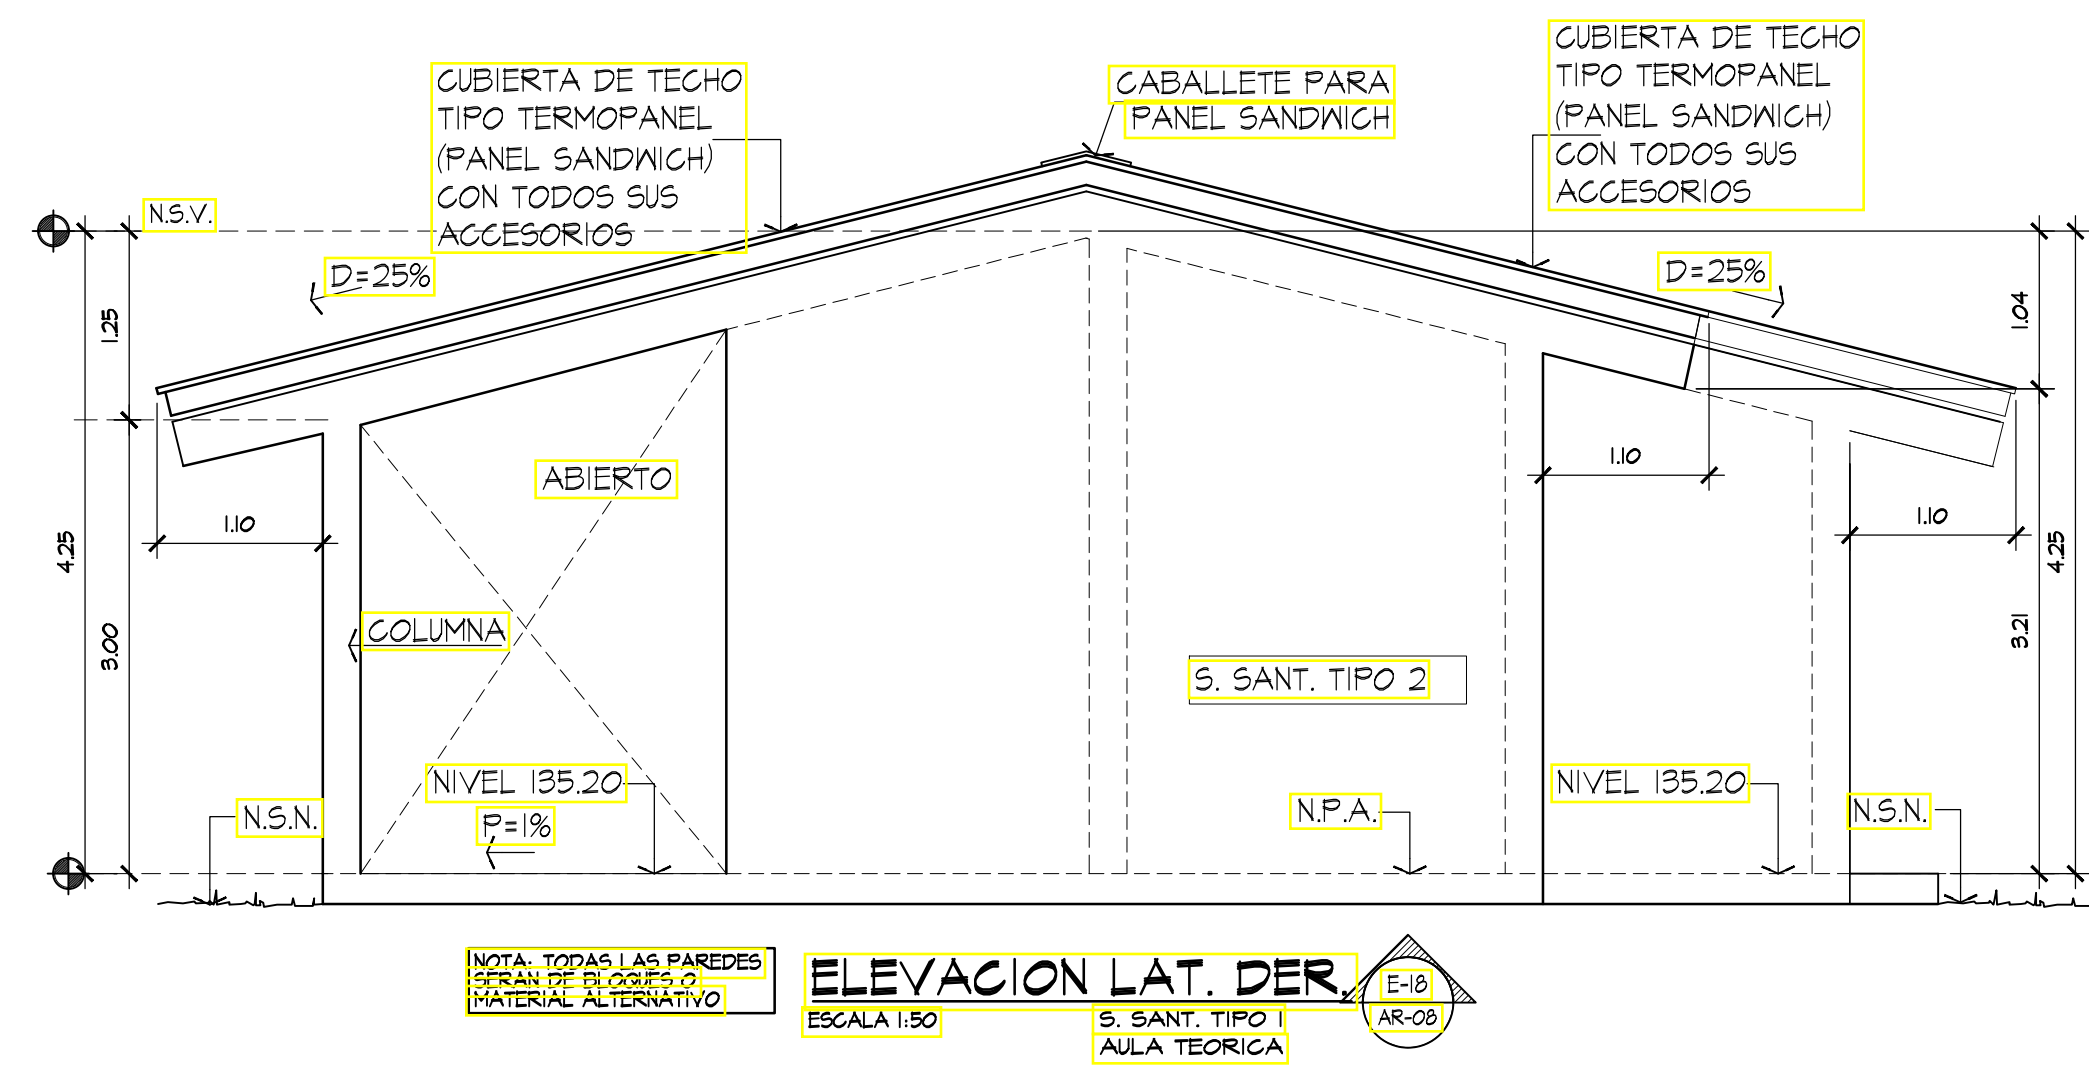 CUBIERTA DE TECHO
TIPO TERMOPANEL
(PANEL SANDWICH)
CON TODOS SUS
ACCESORIOS
CABALLETE PARA
PANEL SANDWICH
CUBIERTA DE TECHO
TIPO TERMOPANEL
(PANEL SANDWICH)
CON TODOS SUS
ACCESORIOS
N.S.V.
D=25%
D=25%
1.25
1.04
ABIERTO
1.10
1.10
1.10
4.25
4.25
3.00
3.21
COLUMNA
S. SANT. TIPO 2
NIVEL 135.20
NIVEL 135.20
N.S.N.
P=1%
N.P.A.
N.S.N.
NOTA: TODAS LAS PAREDES
SERAN DE BLOQUES O
MATERIAL ALTERNATIVO
ELEVACION LAT. DER.
ESCALA 1:50
S. SANT. TIPO 1
AULA TEORICA
E-18
AR-08